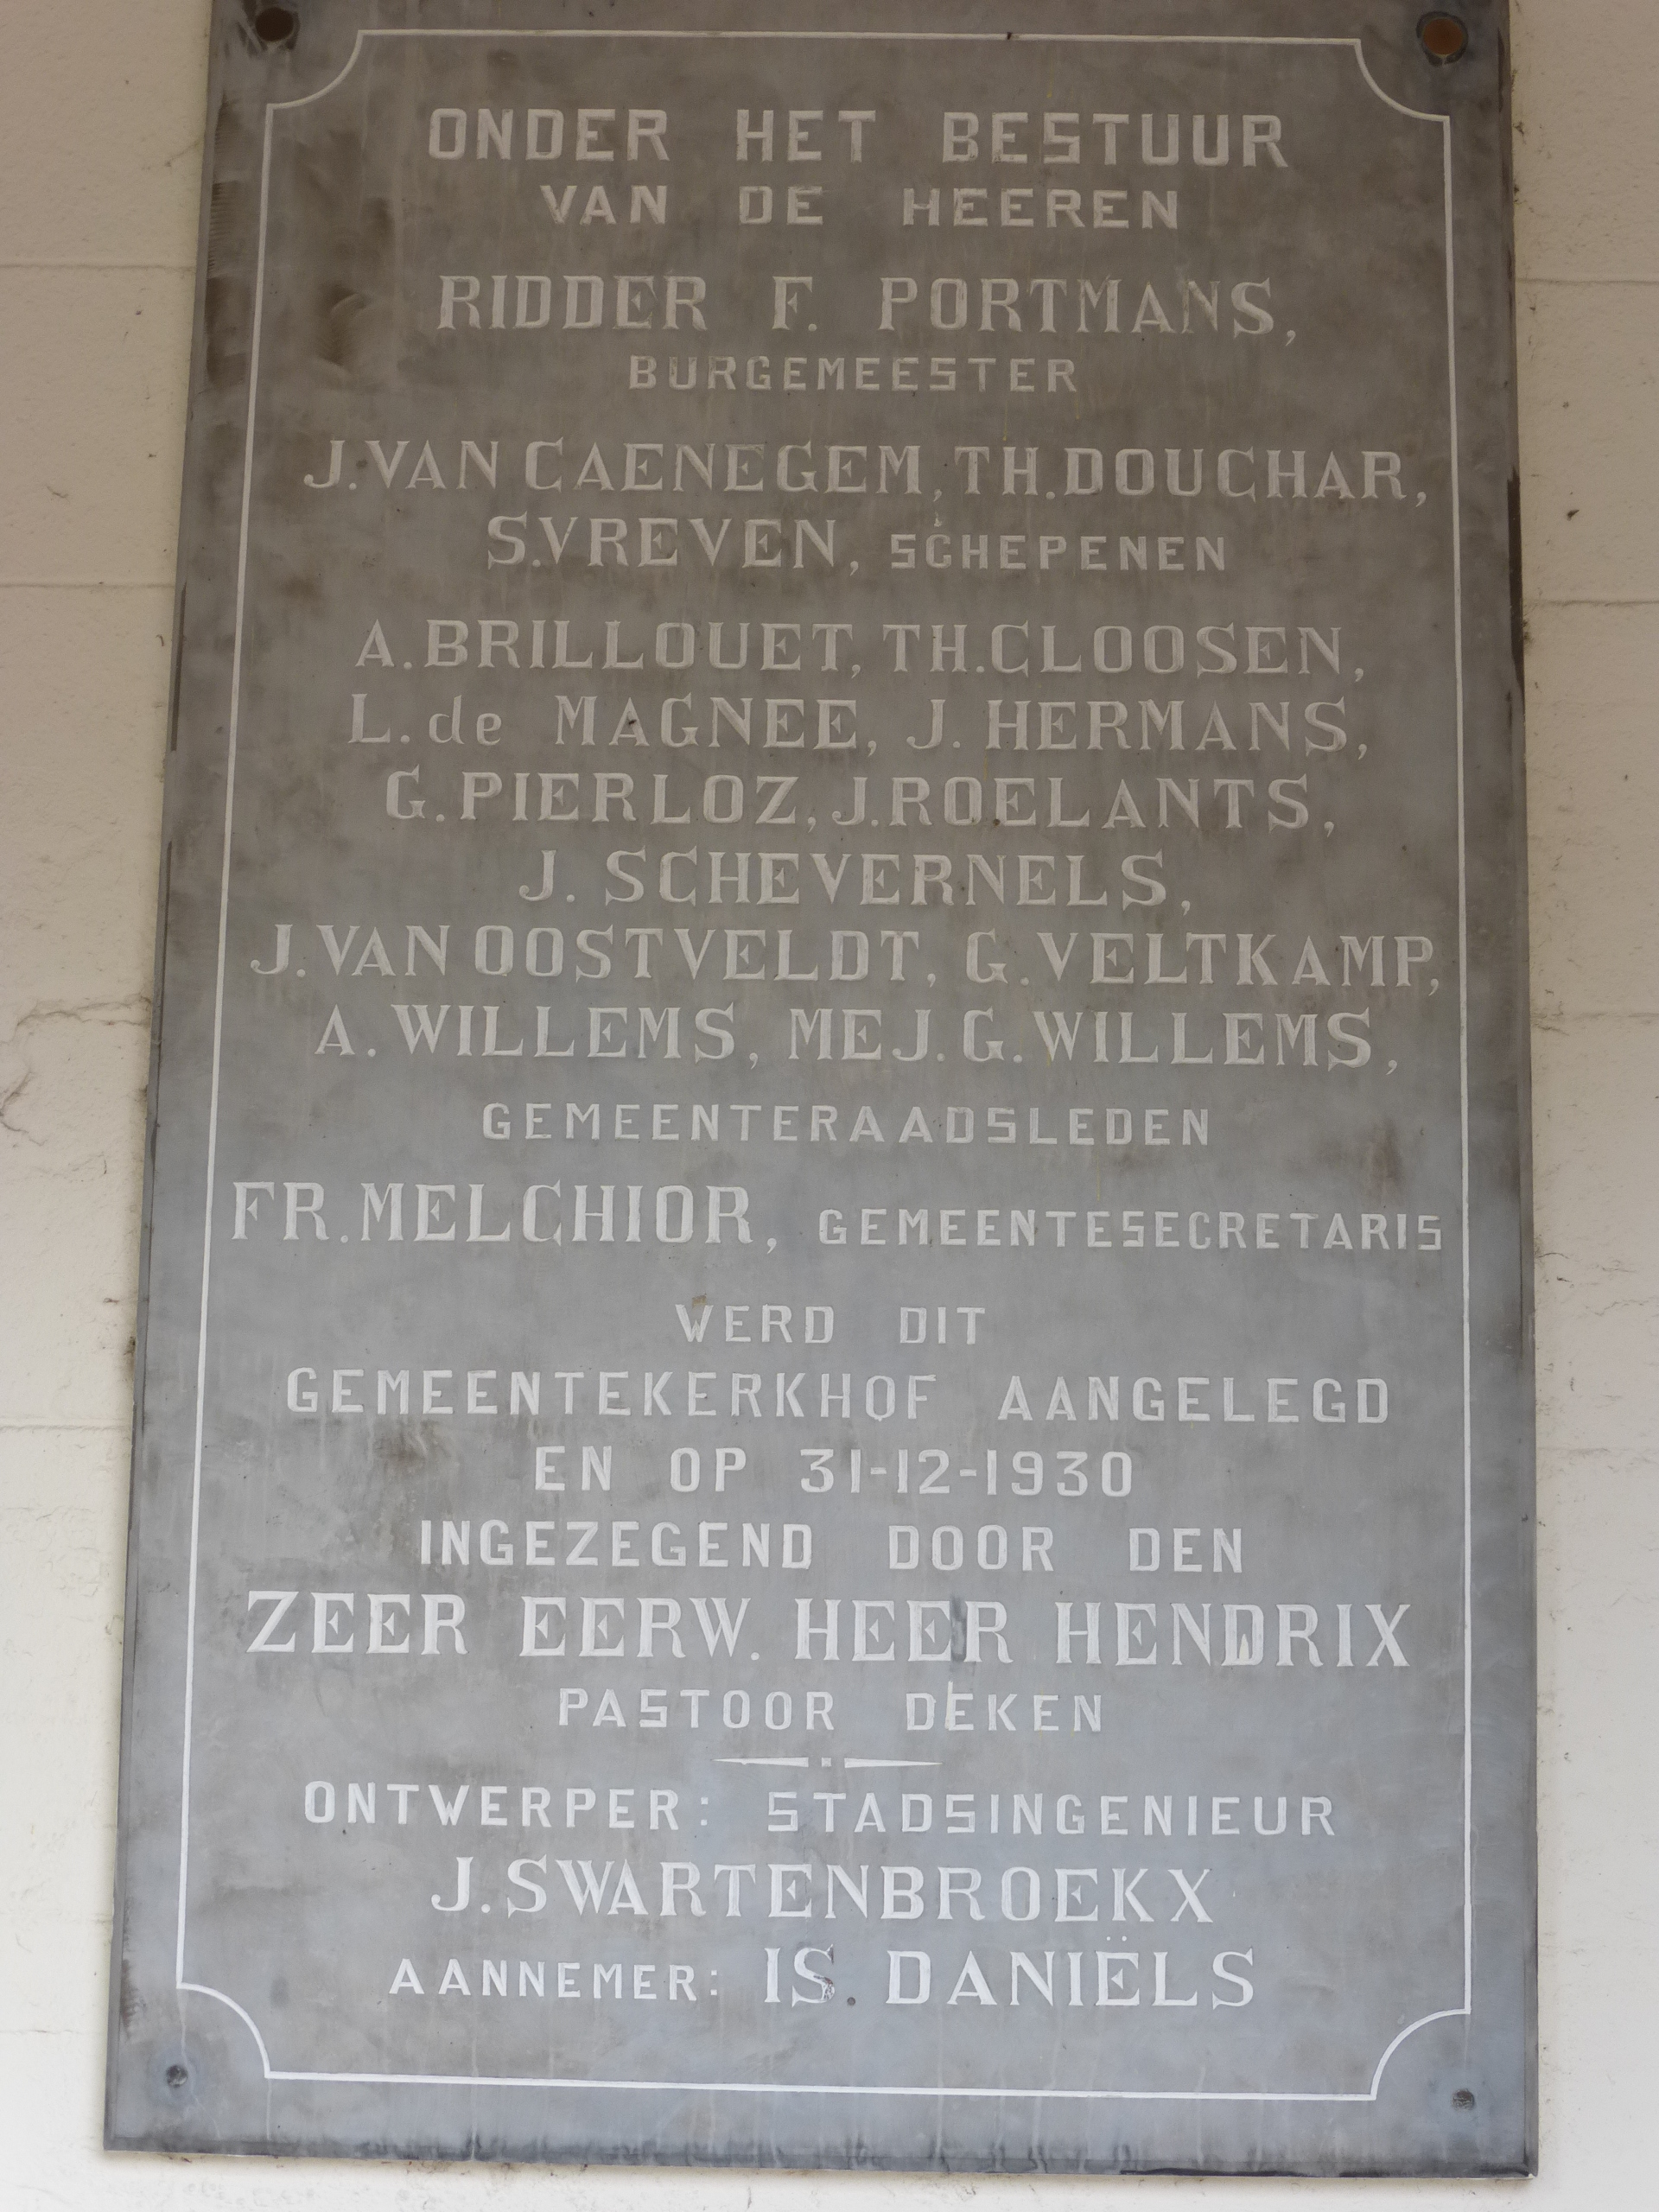 ONDER HET BESTUUR
VAN DE HEEREN
RIDDER F. PORTMANS,
BURGEMEESTER
J. VAN CAENEGEM, TH. DOUCHAR,
S. VREVEN, SCHEPENEN
A. BRILLOUET, TH. CLOOSEN,
L. de MAGNEE, J. HERMANS,
G. PIERLOZ, J. ROELANTS,
J. SCHEVERNELS,
J. VAN OOSTVELDT, G. VELTKAMP,
A. WILLEMS, MEJ. G. WILLEMS,
GEMEENTERAADSLEDEN
FR. MELCHIOR, GEMEENTESECRETARIS
WERD DIT
GEMEENTEKERKHOF AANGELEGD
EN OP 31-12-1930
INGEZEGEND DOOR DEN
ZEER EERW. HEER HENDRIX
PASTOOR DEKEN
ONTWERPER: STADSINGENIEUR
J. SWARTENBROEKX
AANNEMER: IS. DANIËLS